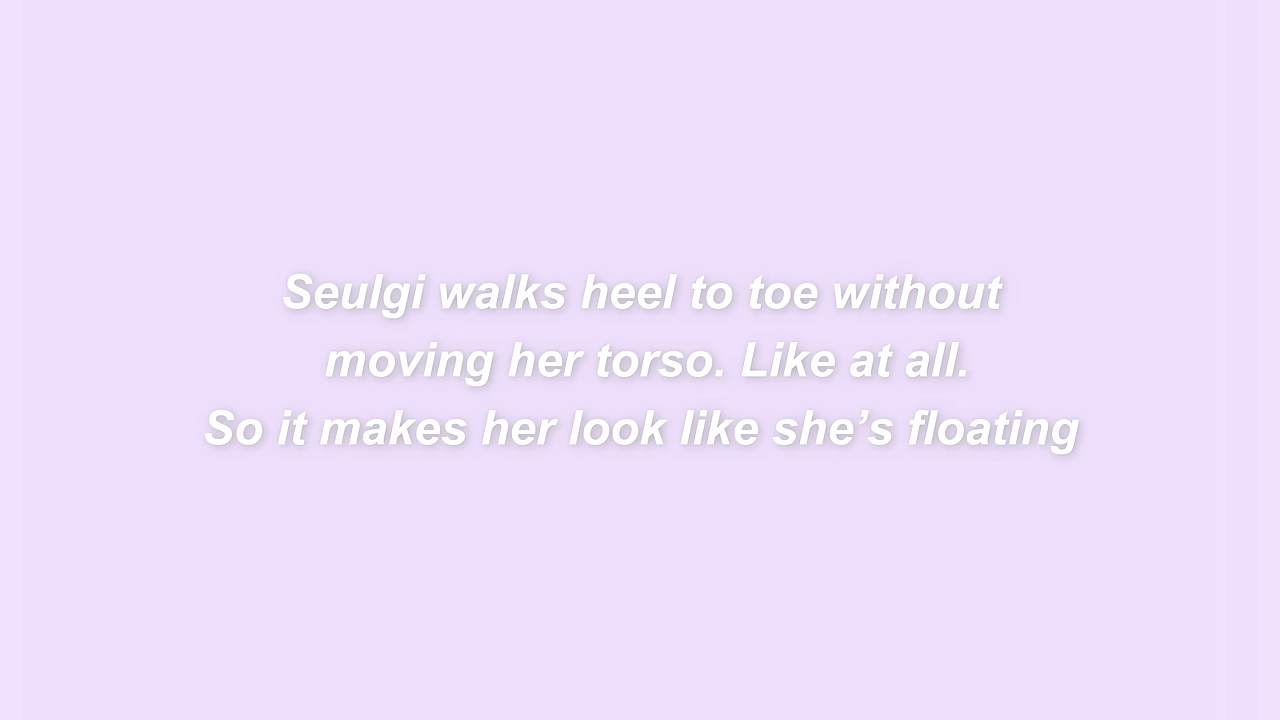 Seulgi walks heel to toe without
moving her torso. Like at all.
So it makes her look like she’s floating